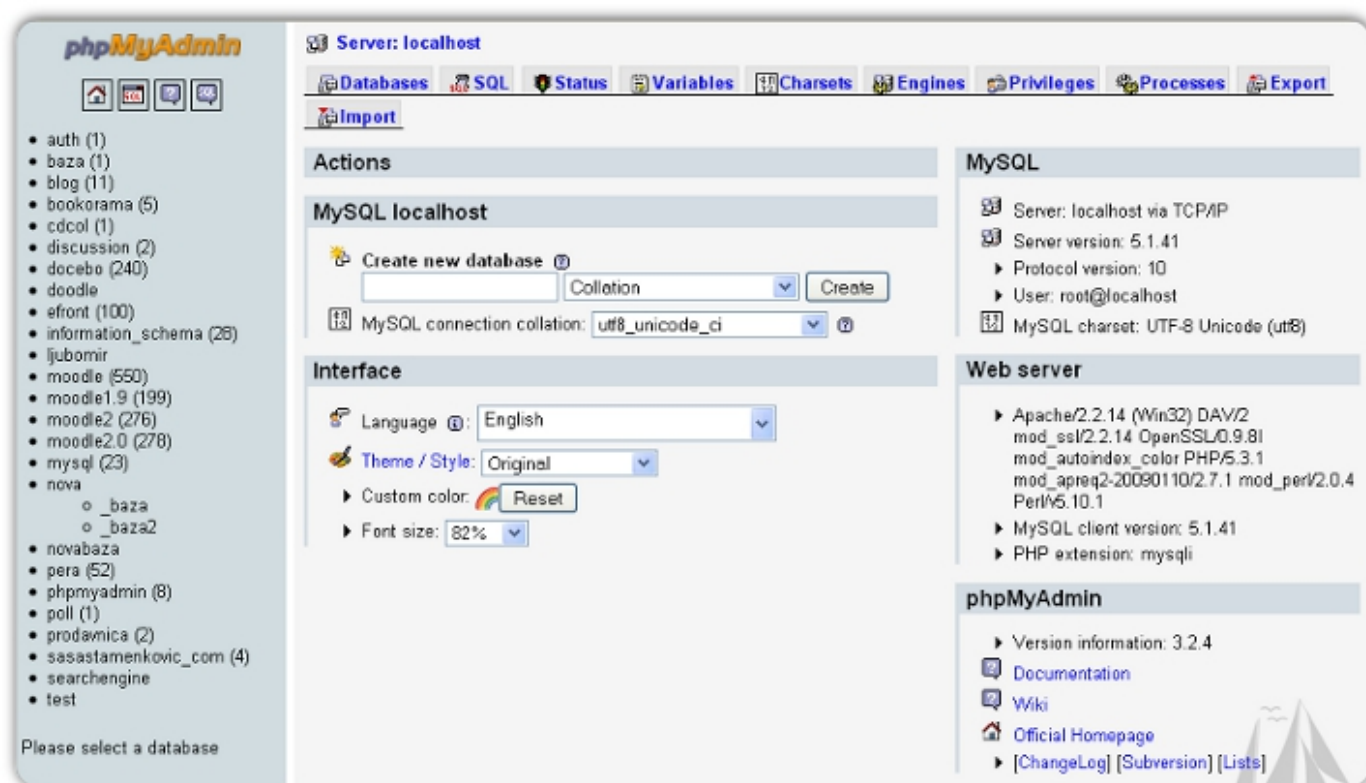 phpMyAdmin
auth (1)
baza (1)
blog (11)
bookorama (5)
cdcol (1)
discussion (2)
docebo (240)
doodle
efront (100)
information_schema (28)
ljubomir
moodle (550)
moodle1.9 (199)
moodle2 (276)
moodle2.0 (278)
mysql (23)
nova
_baza
_baza2
novabaza
pera (52)
phpmyadmin (8)
poll (1)
prodavnica (2)
sasastamenkovic_com (4)
searchengine
test
Please select a database
Server: localhost
Databases SQL Status Variables Charsets Engines Privileges Processes Export
Import
Actions
MySQL localhost
Create new database
Collation Create
MySQL connection collation: utf8_unicode_ci
Interface
Language : English
Theme / Style: Original
Custom color: Reset
Font size: 82%
MySQL
Server: localhost via TCP/IP
Server version: 5.1.41
Protocol version: 10
User: root@localhost
MySQL charset: UTF-8 Unicode (utf8)
Web server
Apache/2.2.14 (Win32) DAV/2
mod_ssl/2.2.14 OpenSSL/0.9.8l
mod_autoindex_color PHP/5.3.1
mod_apreq2-20090110/2.7.1 mod_perl/2.0.4
Perl/v5.10.1
MySQL client version: 5.1.41
PHP extension: mysqli
phpMyAdmin
Version information: 3.2.4
Documentation
Wiki
Official Homepage
[ChangeLog] [Subversion] [Lists]